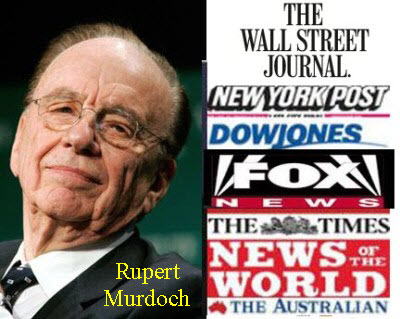 THE
WALL STREET
JOURNAL.
NEW YORK POST
DOWJONES
FOX
NEWS
THE TIMES
NEWS OF THE
WORLD
THE AUSTRALIAN
Rupert
Murdoch